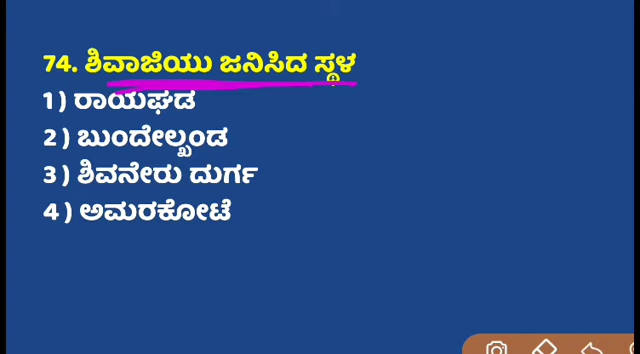 74. ಶಿವಾಜಿಯು ಜನಿಸಿದ ಸ್ಥಳ
1) ರಾಯಘಡ
2) ಬುಂದೇಲ್ಖಂಡ
3) ಶಿವನೇರು ದುರ್ಗ
4) ಅಮರಕೋಟೆ